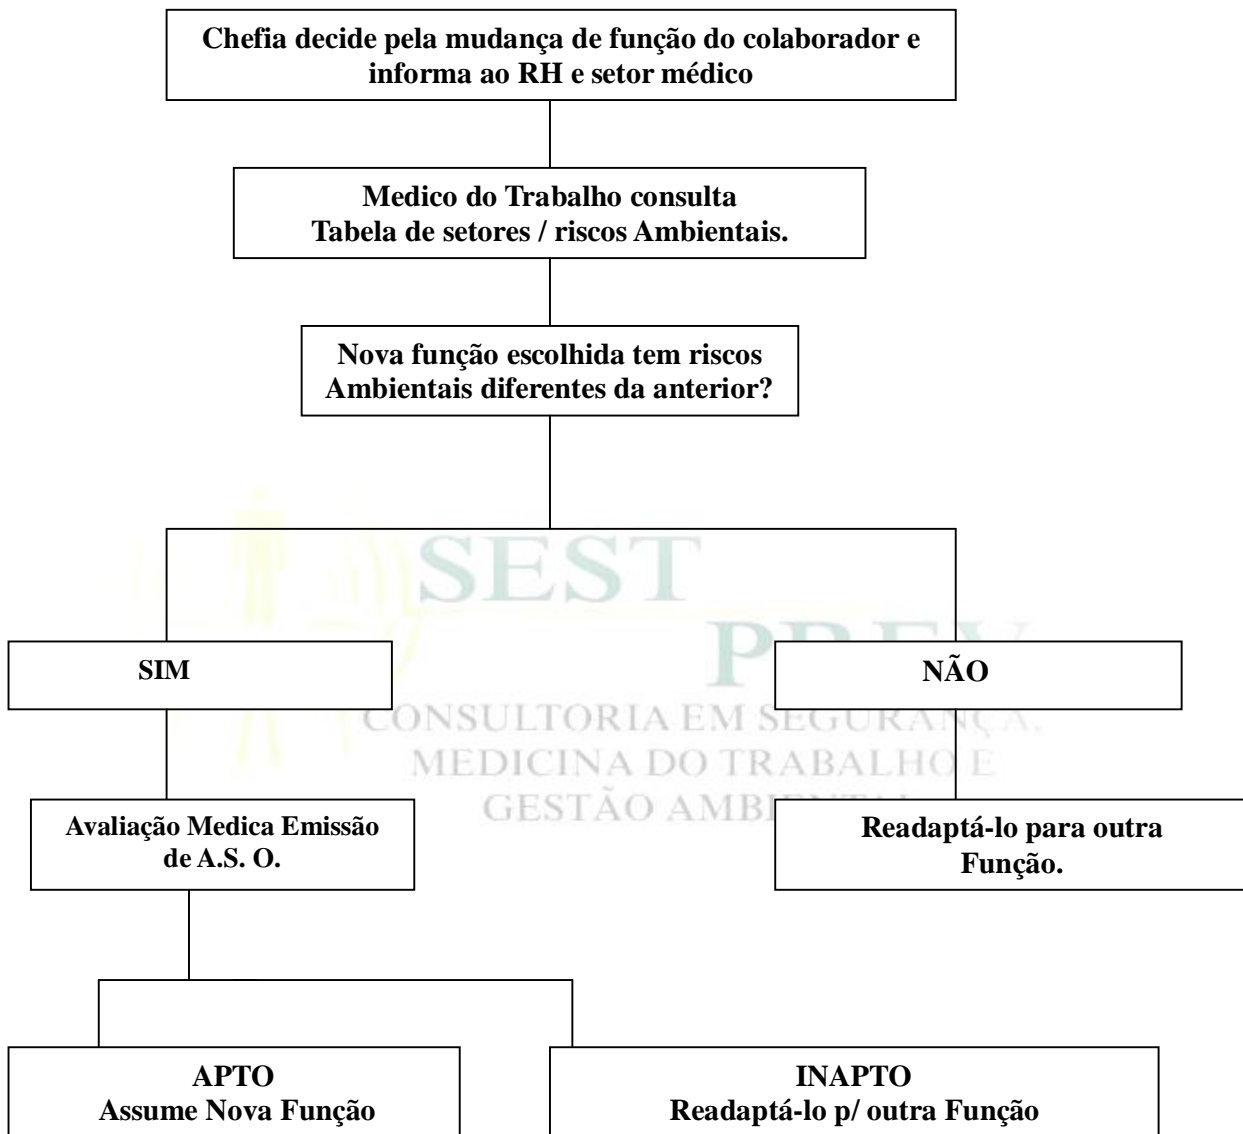 Chefia decide pela mudança de função do colaborador e
informa ao RH e setor médico
Medico do Trabalho consulta
Tabela de setores / riscos Ambientais.
Nova função escolhida tem riscos
Ambientais diferentes da anterior?
SEST
PREV
SIM
NÃO
CONSULTORIA EM SEGURANÇA,
MEDICINA DO TRABALHO E
GESTÃO AMBIENTAL
Avaliação Medica Emissão
de A.S. O.
Readaptá-lo para outra
Função.
APTO
Assume Nova Função
INAPTO
Readaptá-lo p/ outra Função